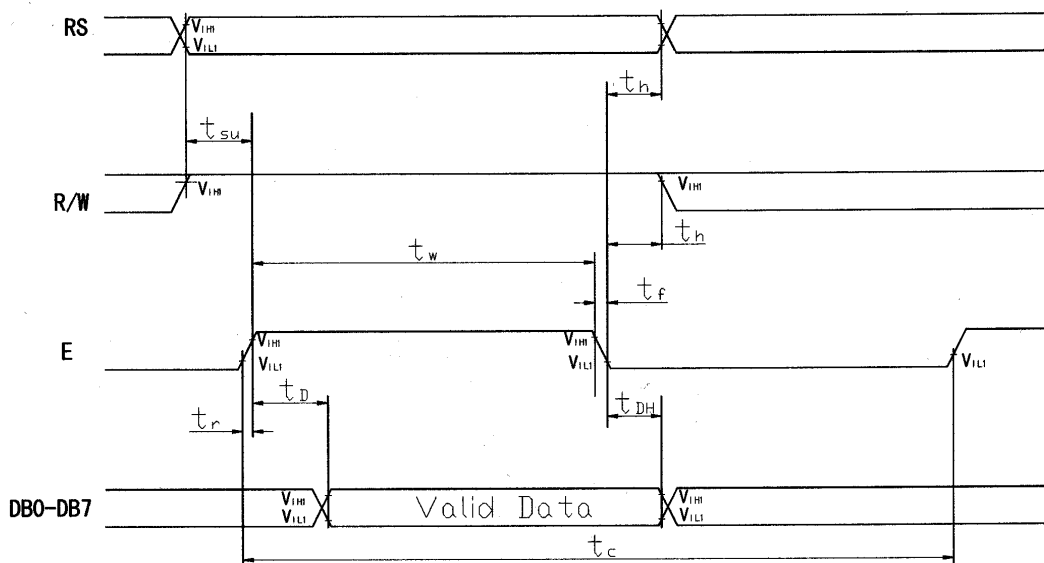 RS
VIH1
VIL1
th
tsu
R/W
VIH1
VIH1
th
tw
tf
E
VIH1
VIH1
VIL1
VIL1
VIL1
tD
tDH
tr
DB0-DB7
VIH1
VIL1
Valid Data
VIH1
VIL1
tc